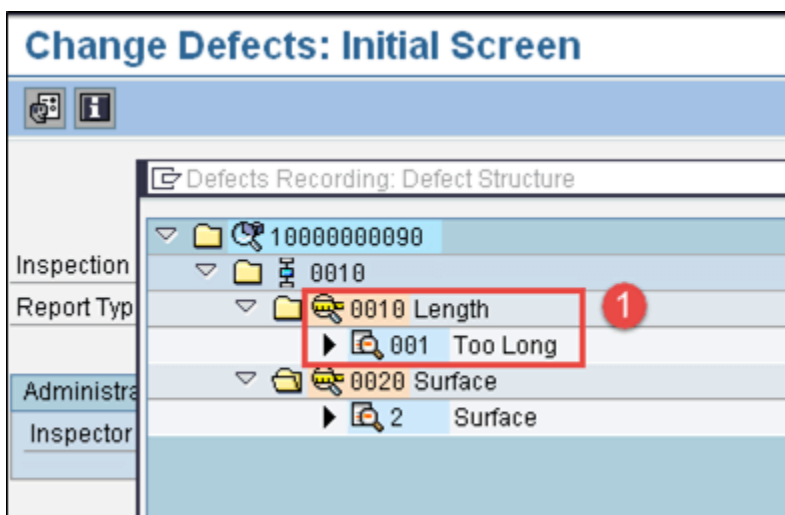 Change Defects: Initial Screen
Defects Recording: Defect Structure
10000000090
Inspection
0010
Report Typ
0010 Length
1
001 Too Long
Administra
0020 Surface
Inspector
2 Surface